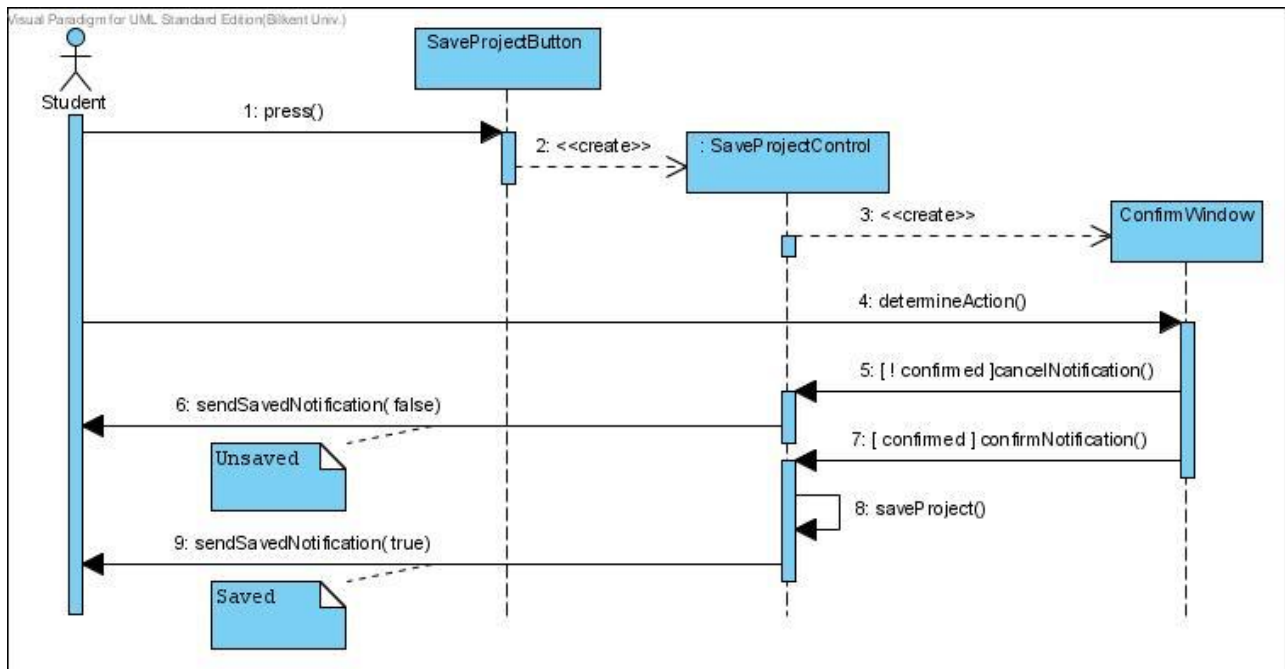 Visual Paradigm for UML Standard Edition(Bilkent Univ.)
SaveProjectButton
Student
1: press()
2: <<create>>
: SaveProjectControl
3: <<create>>
ConfirmWindow
4: determineAction()
5: [ ! confirmed ]cancelNotification()
6: sendSavedNotification( false)
7: [ confirmed ] confirmNotification()
Unsaved
8: saveProject()
9: sendSavedNotification( true)
Saved